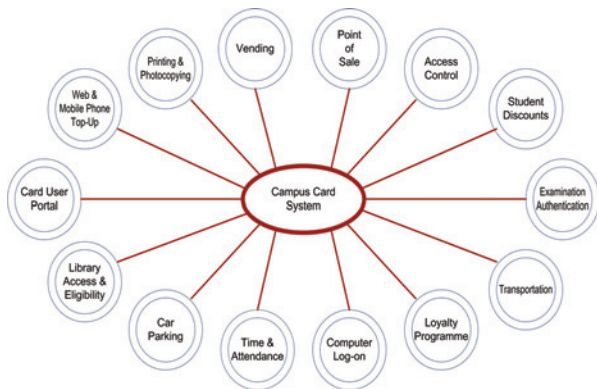 Vending
Point
of
Sale
Printing &
Photocopying
Access
Control
Web &
Mobile Phone
Top-Up
Student
Discounts
Card User
Portal
Campus Card
System
Examination
Authentication
Library
Access &
Eligibility
Transportation
Car
Parking
Time &
Attendance
Computer
Log-on
Loyalty
Programme